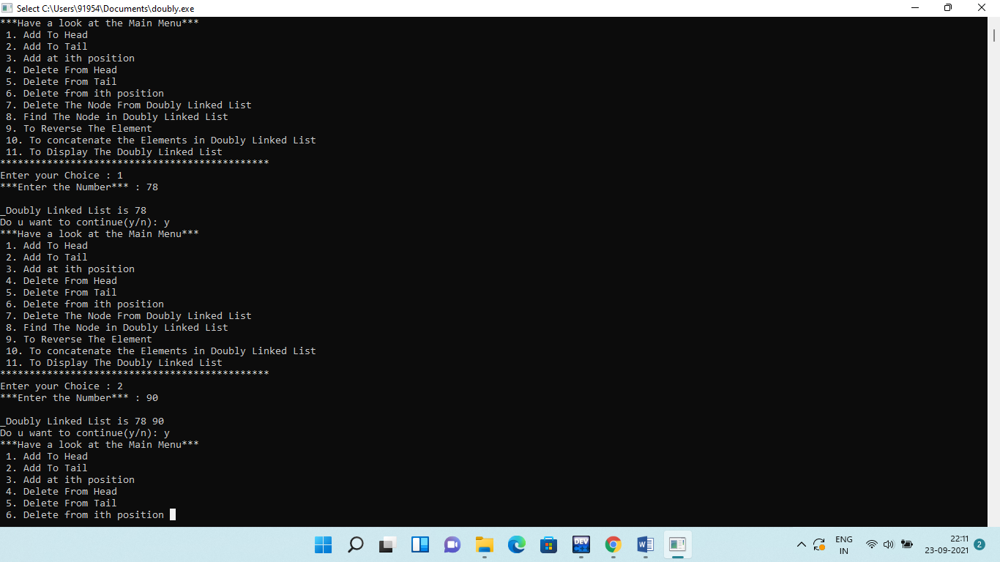 Select C:\Users\91954\Documents\doubly.exe
***Have a look at the Main Menu***
1. Add To Head
2. Add To Tail
3. Add at ith position
4. Delete From Head
5. Delete From Tail
6. Delete from ith position
7. Delete The Node From Doubly Linked List
8. Find The Node in Doubly Linked List
9. To Reverse The Element
10. To concatenate the Elements in Doubly Linked List
11. To Display The Doubly Linked List
**********************************************
Enter your Choice : 1
***Enter the Number*** : 78
_Doubly Linked List is 78
Do u want to continue(y/n): y
***Have a look at the Main Menu***
1. Add To Head
2. Add To Tail
3. Add at ith position
4. Delete From Head
5. Delete From Tail
6. Delete from ith position
7. Delete The Node From Doubly Linked List
8. Find The Node in Doubly Linked List
9. To Reverse The Element
10. To concatenate the Elements in Doubly Linked List
11. To Display The Doubly Linked List
**********************************************
Enter your Choice : 2
***Enter the Number*** : 90
_Doubly Linked List is 78 90
Do u want to continue(y/n): y
***Have a look at the Main Menu***
1. Add To Head
2. Add To Tail
3. Add at ith position
4. Delete From Head
5. Delete From Tail
6. Delete from ith position
DEV
W
ENG
IN
22:11
23-09-2021
2